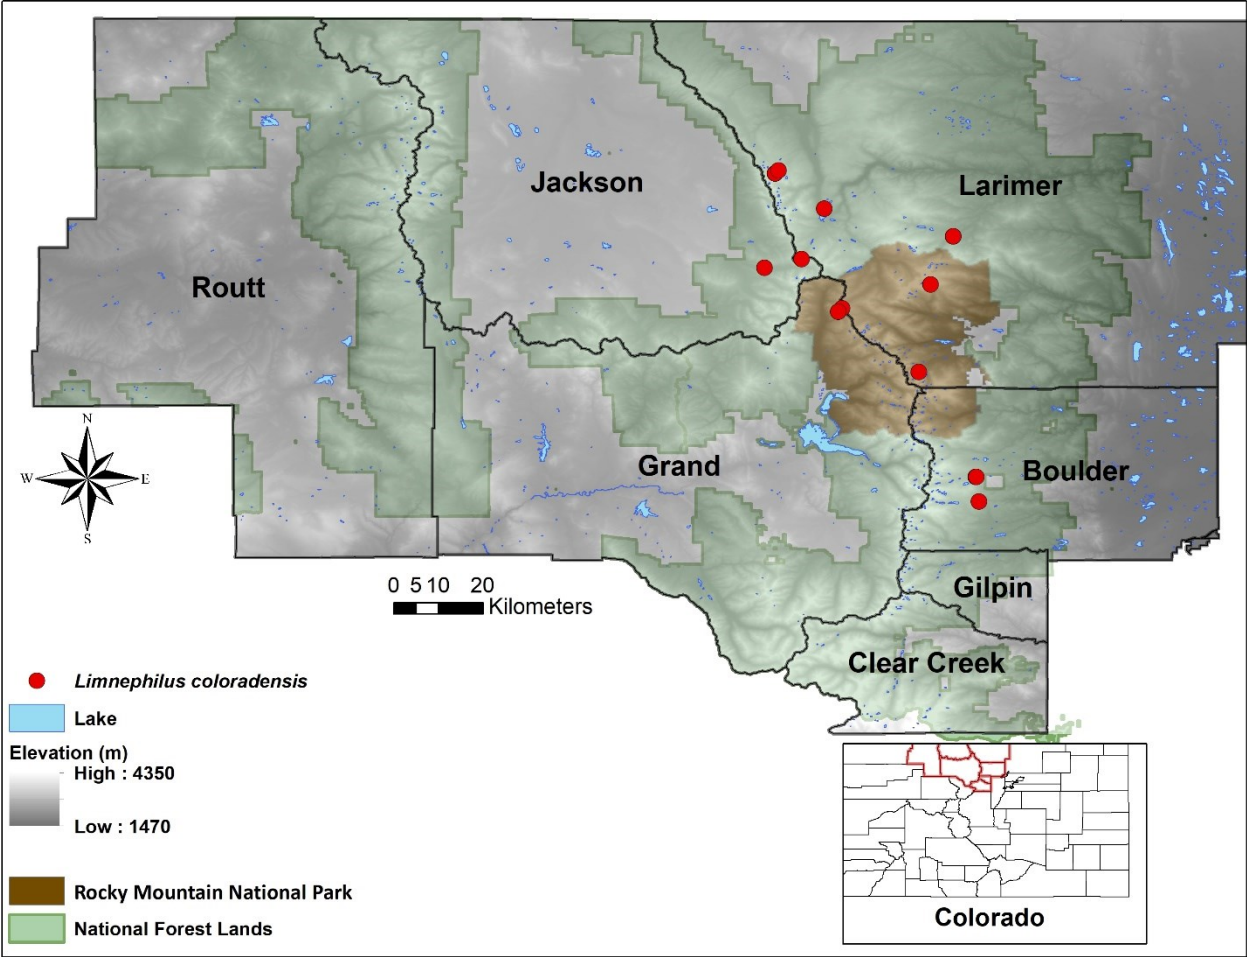 Jackson
Larimer
Routt
N
W E
S
Grand
Boulder
Gilpin
Clear Creek
0 5 10 20
Kilometers
Limnephilus coloradensis
Lake
Elevation (m)
High : 4350
Low : 1470
Rocky Mountain National Park
National Forest Lands
Colorado